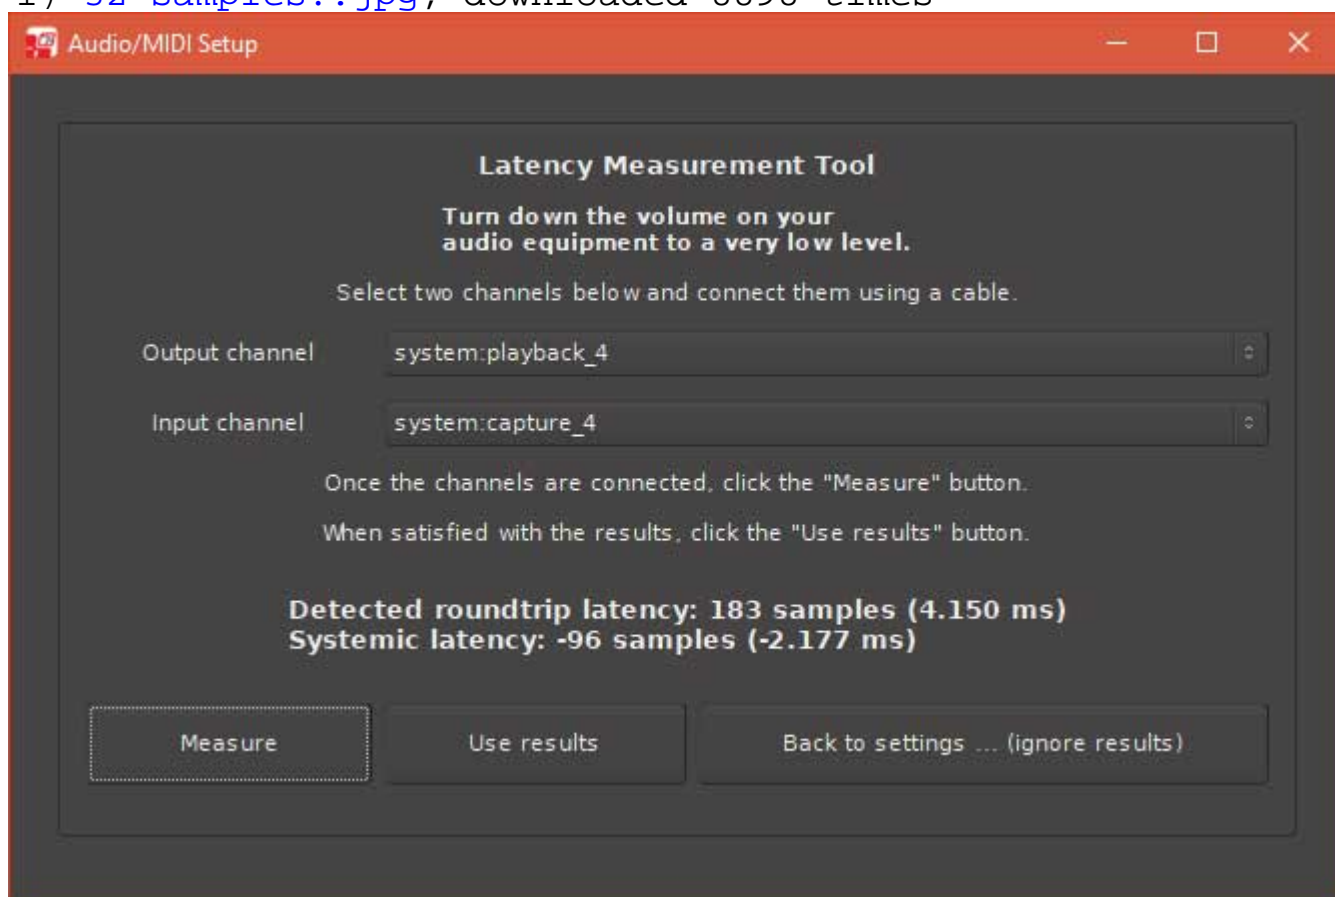 downloaded
Audio/MIDI Setup
Latency Measurement Tool
Turn down the volume on your
audio equipment to a very low level.
Select two channels below and connect them using a cable.
Output channel system:playback_4
Input channel system:capture_4
Once the channels are connected, click the "Measure" button.
When satisfied with the results, click the "Use results" button.
Detected roundtrip latency: 183 samples (4.150 ms)
Systemic latency: -96 samples (-2.177 ms)
Measure Use results Back to settings ... (ignore results)